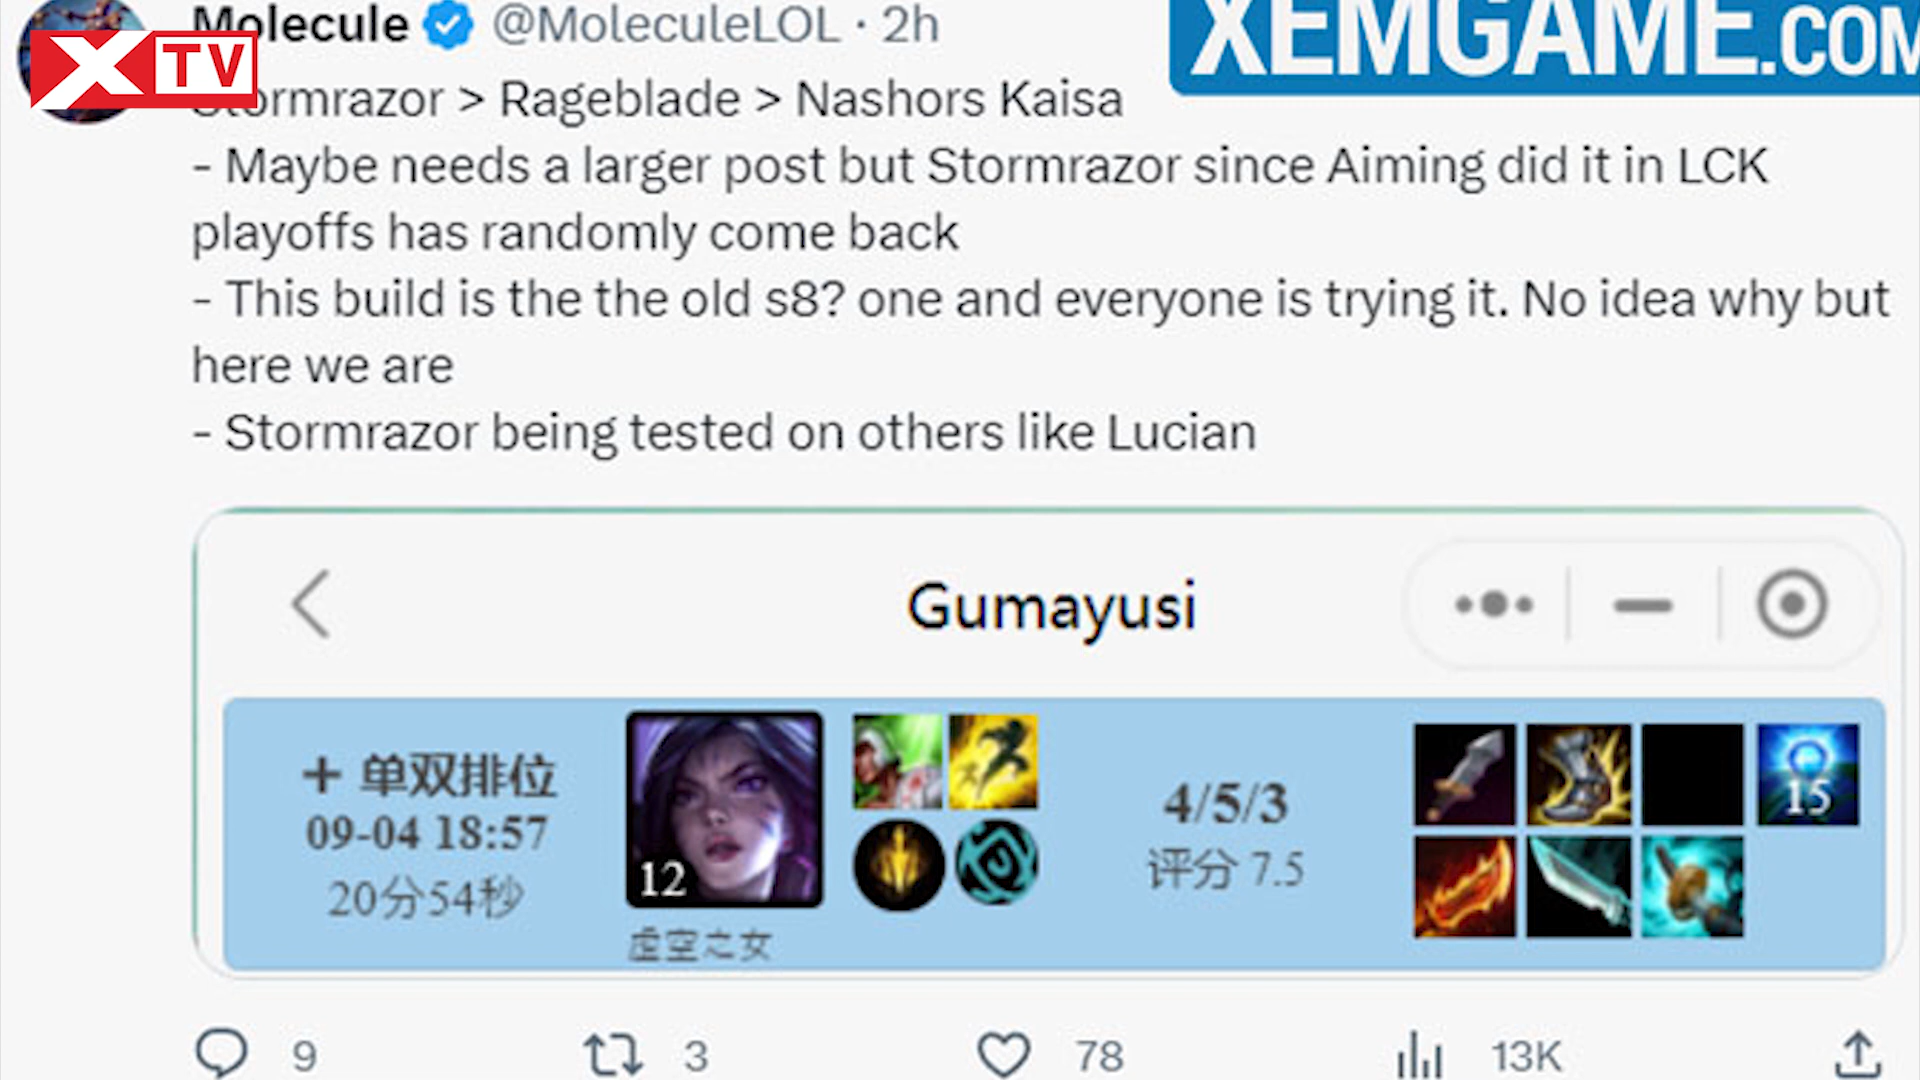 Molecule @MoleculeLOL · 2h
XEMGAME.COM
X TV
Stormrazor > Rageblade > Nashors Kaisa
- Maybe needs a larger post but Stormrazor since Aiming did it in LCK
playoffs has randomly come back
- This build is the the old s8? one and everyone is trying it. No idea why but
here we are
- Stormrazor being tested on others like Lucian
Gumayusi
+ 单双排位
09-04 18:57
20分54秒
12
虚空之女
4/5/3
评分 7.5
15
9 3 78 13K